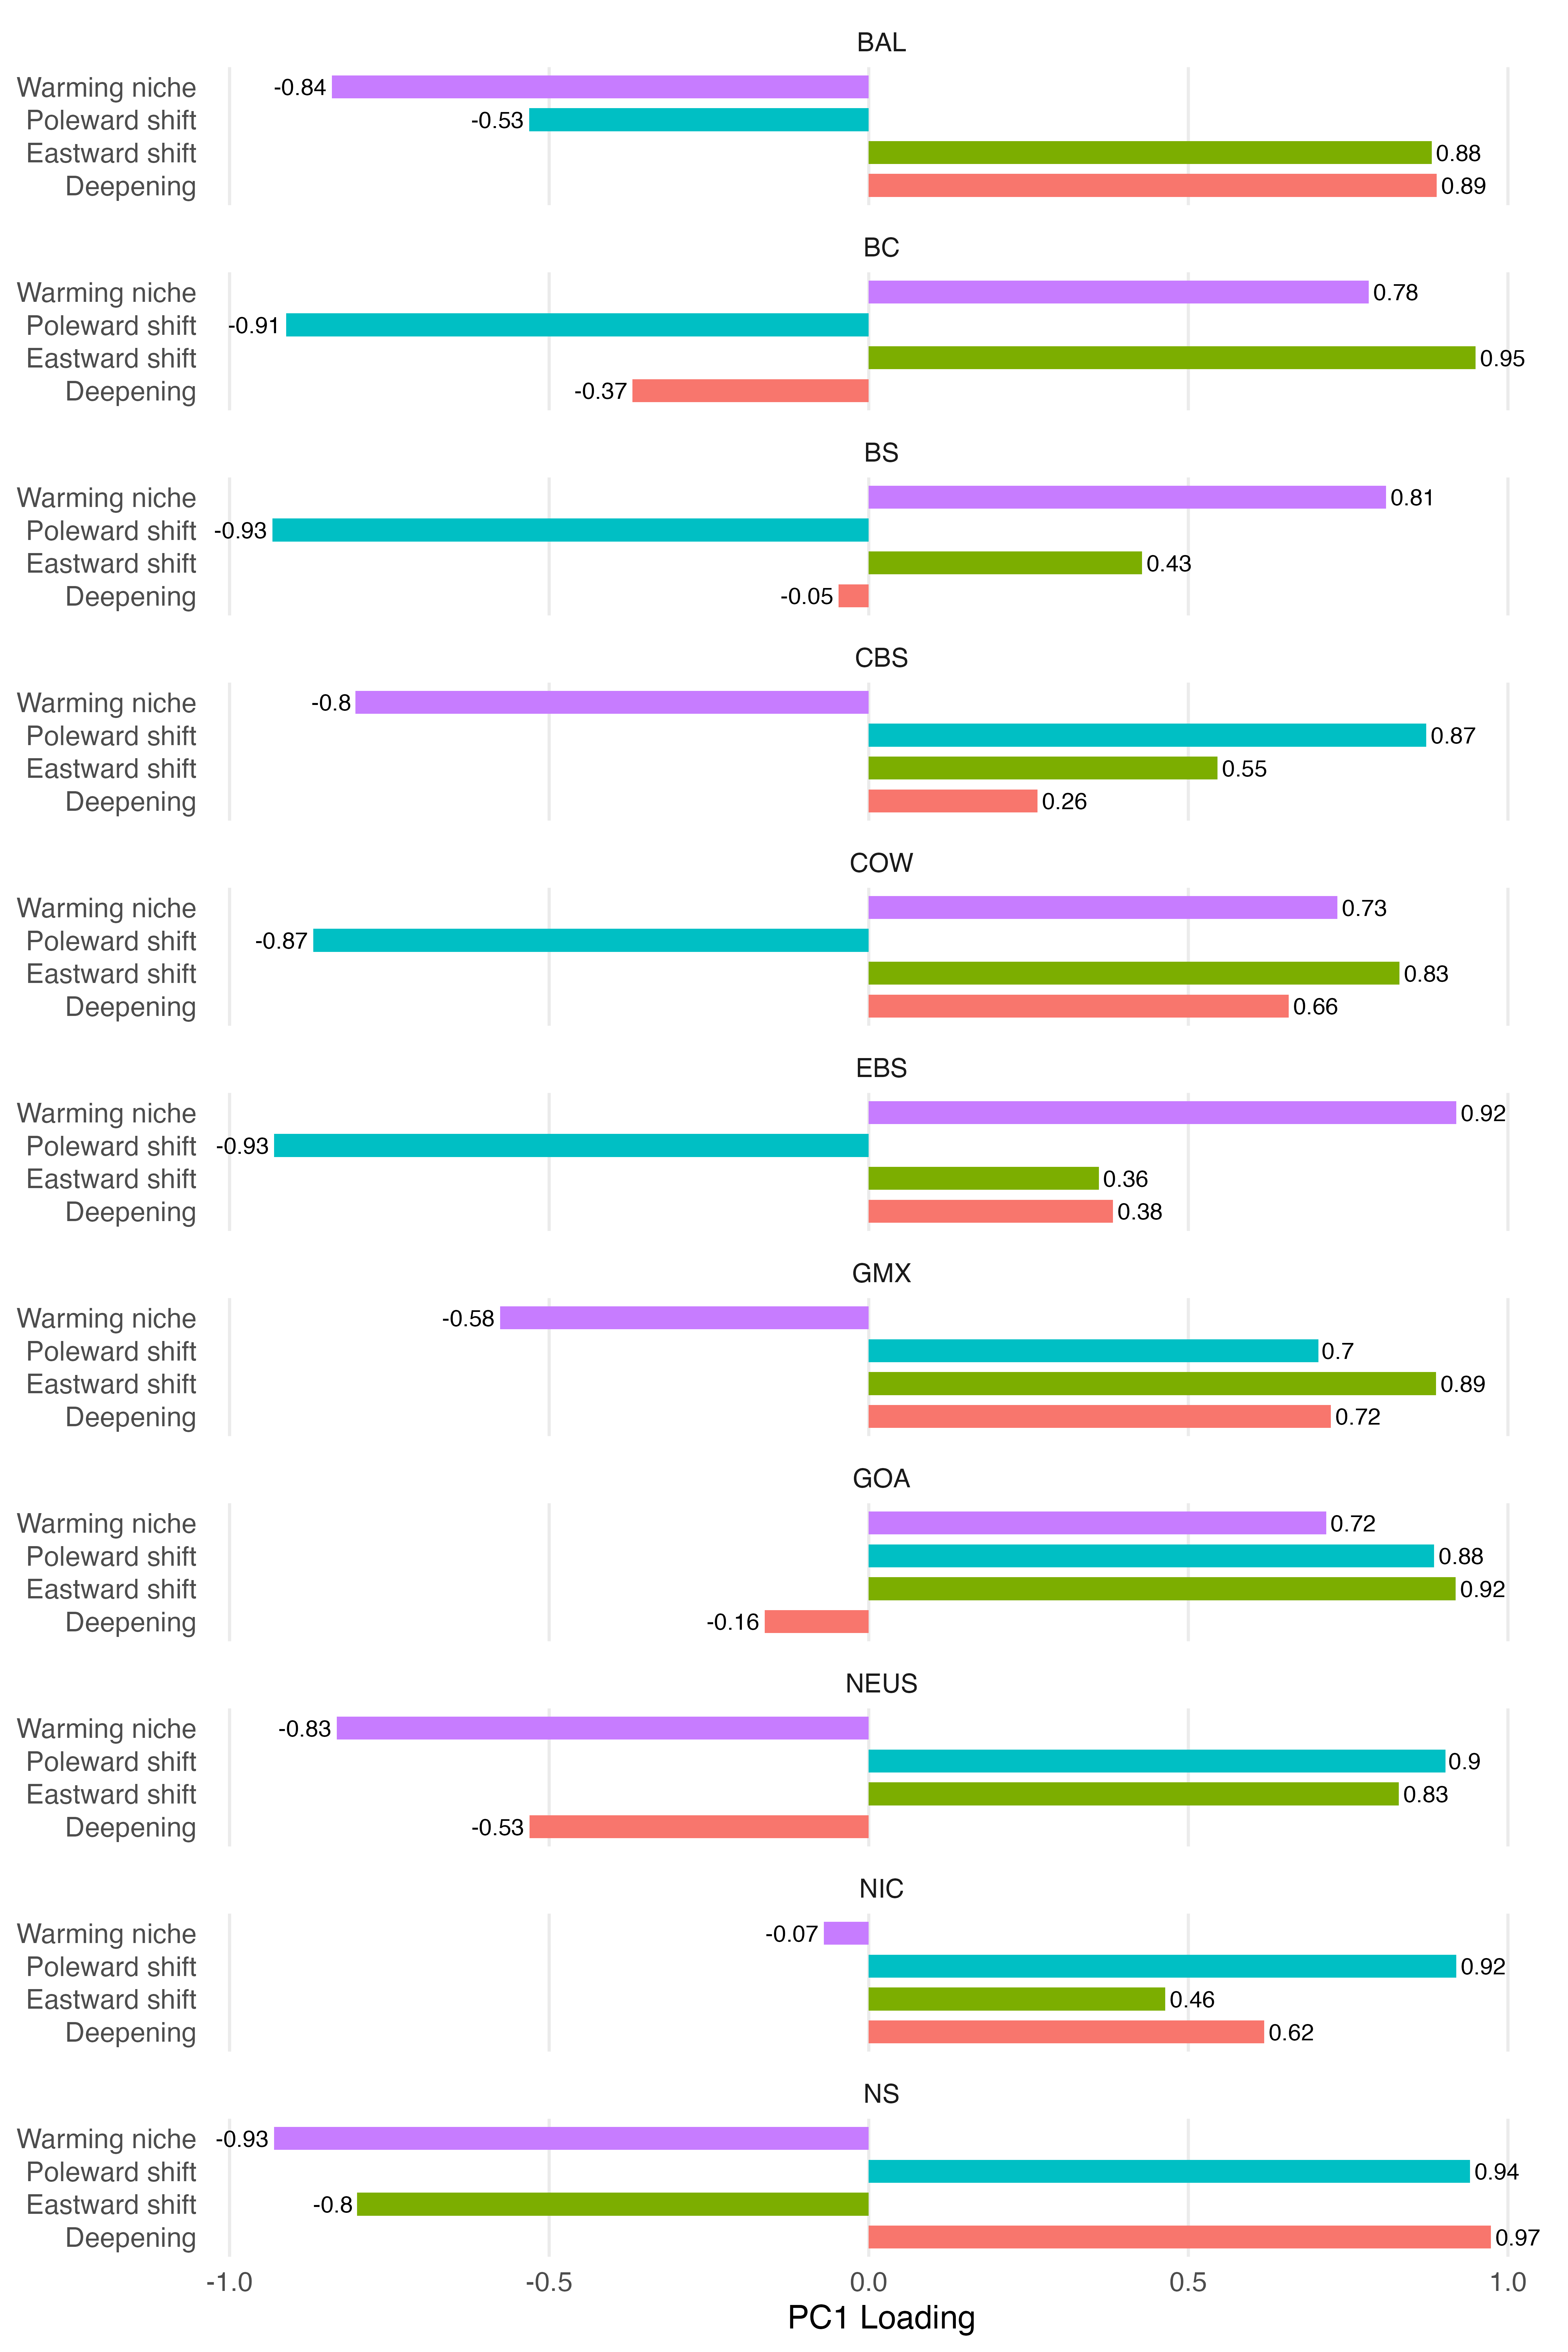 BAL
Warming niche -0.84
Poleward shift -0.53
Eastward shift 0.88
Deepening 0.89
BC
Warming niche 0.78
Poleward shift -0.91
Eastward shift 0.95
Deepening -0.37
BS
Warming niche 0.81
Poleward shift -0.93
Eastward shift 0.43
Deepening -0.05
CBS
Warming niche -0.8
Poleward shift 0.87
Eastward shift 0.55
Deepening 0.26
COW
Warming niche 0.73
Poleward shift -0.87
Eastward shift 0.83
Deepening 0.66
EBS
Warming niche 0.92
Poleward shift -0.93
Eastward shift 0.36
Deepening 0.38
GMX
Warming niche -0.58
Poleward shift 0.7
Eastward shift 0.89
Deepening 0.72
GOA
Warming niche 0.72
Poleward shift 0.88
Eastward shift 0.92
Deepening -0.16
NEUS
Warming niche -0.83
Poleward shift 0.9
Eastward shift 0.83
Deepening -0.53
NIC
Warming niche -0.07
Poleward shift 0.92
Eastward shift 0.46
Deepening 0.62
NS
Warming niche -0.93
Poleward shift 0.94
Eastward shift -0.8
Deepening 0.97
-1.0 -0.5 0.0 0.5 1.0
PC1 Loading